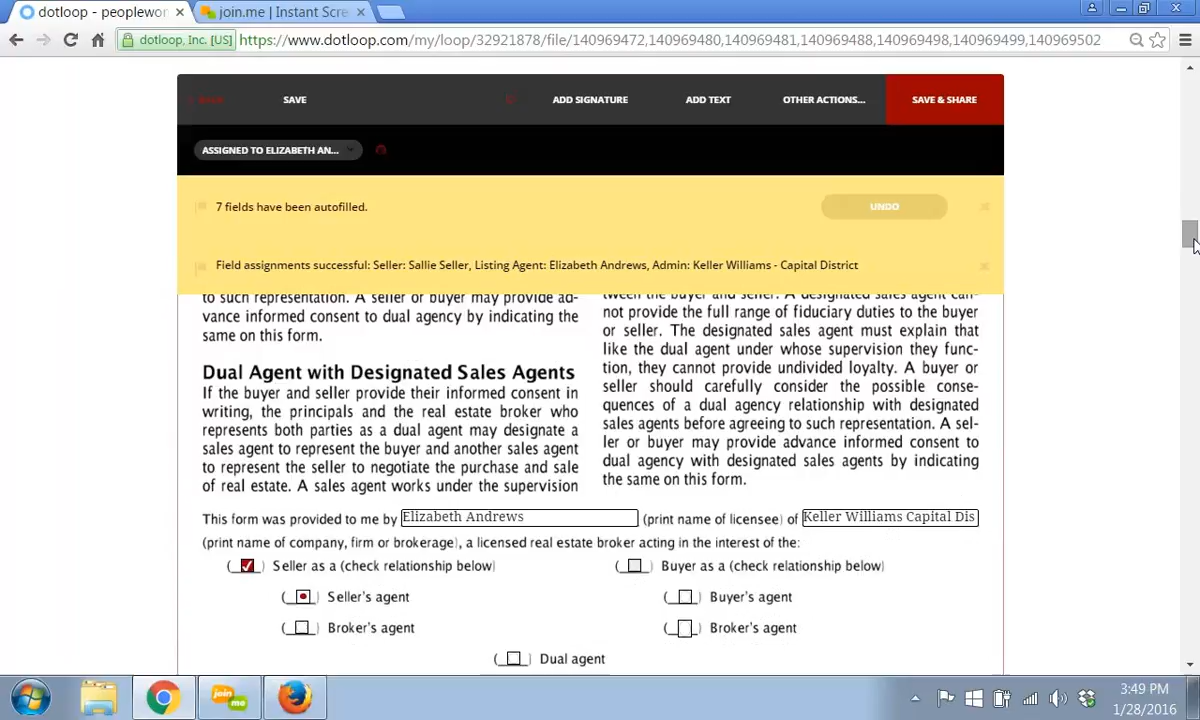 dotloop - peoplewor
join.me | Instant Scre
dotloop, Inc. [US]
https://www.dotloop.com/my/loop/32921878/file/140969472,140969480,140969481,140969488,140969498,140969499,140969502
SAVE
ADD SIGNATURE
ADD TEXT
OTHER ACTIONS...
SAVE & SHARE
ASSIGNED TO ELIZABETH AN...
7 fields have been autofilled.
UNDO
Field assignments successful: Seller: Sallie Seller, Listing Agent: Elizabeth Andrews, Admin: Keller Williams - Capital District
to such representation. A seller or buyer may provide ad-
vance informed consent to dual agency by indicating the
same on this form.
Dual Agent with Designated Sales Agents
If the buyer and seller provide their informed consent in
writing, the principals and the real estate broker who
represents both parties as a dual agent may designate a
sales agent to represent the buyer and another sales agent
to represent the seller to negotiate the purchase and sale
of real estate. A sales agent works under the supervision
tween the buyer and seller. A designated sales agent can-
not provide the full range of fiduciary duties to the buyer
or seller. The designated sales agent must explain that
like the dual agent under whose supervision they func-
tion, they cannot provide undivided loyalty. A buyer or
seller should carefully consider the possible conse-
quences of a dual agency relationship with designated
sales agents before agreeing to such representation. A sel-
ler or buyer may provide advance informed consent to
dual agency with designated sales agents by indicating
the same on this form.
This form was provided to me by Elizabeth Andrews (print name of licensee) of Keller Williams Capital Dis
(print name of company, firm or brokerage), a licensed real estate broker acting in the interest of the:
(__) Seller as a (check relationship below)
(__) Buyer as a (check relationship below)
(__) Seller's agent
(__) Buyer's agent
(__) Broker's agent
(__) Broker's agent
(__) Dual agent
join me
3:49 PM
1/28/2016